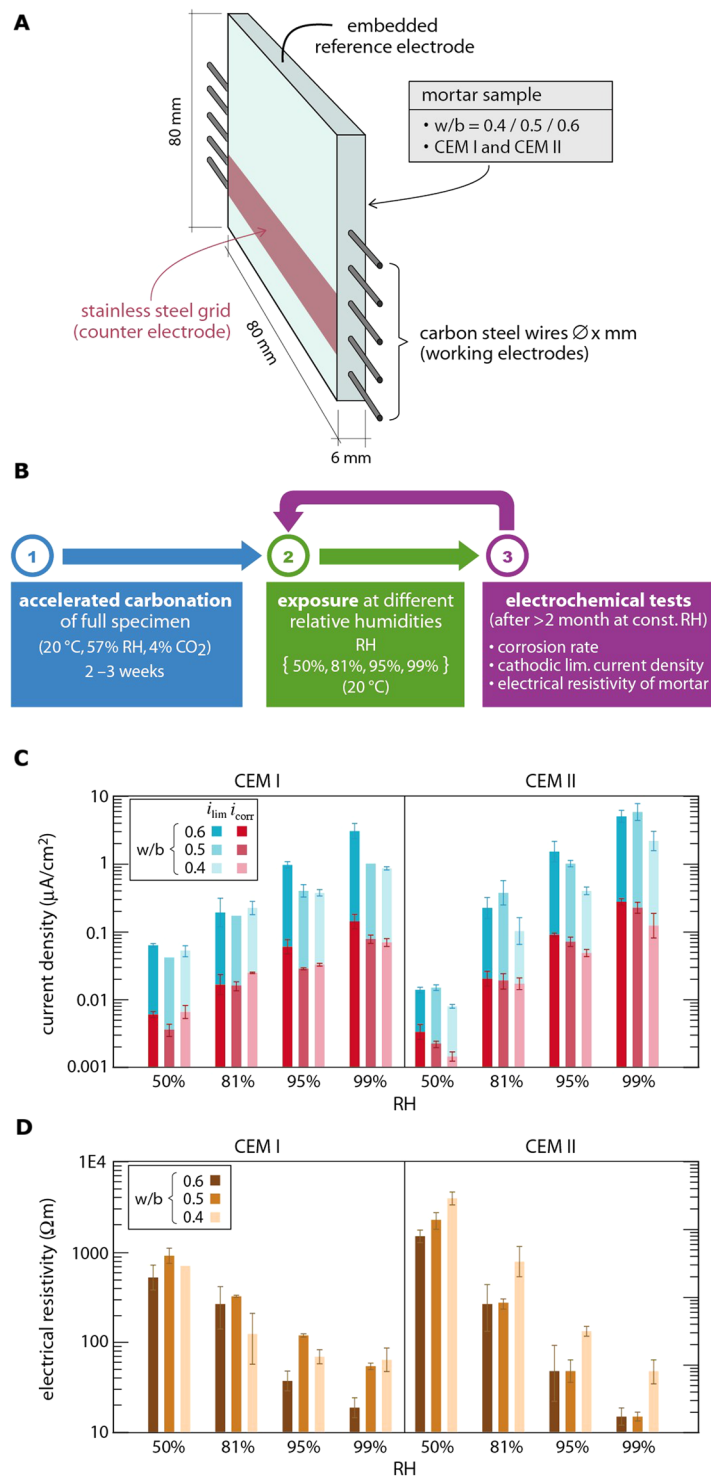 A
embedded
reference electrode
80 mm
mortar sample
• w/b = 0.4 / 0.5 / 0.6
• CEM I and CEM II
stainless steel grid
(counter electrode)
80 mm
carbon steel wires ∅ x mm
(working electrodes)
6 mm
B
1
2
3
accelerated carbonation
of full specimen
(20 °C, 57% RH, 4% CO₂)
2 –3 weeks
exposure at different
relative humidities
RH
{ 50%, 81%, 95%, 99% }
(20 °C)
electrochemical tests
(after >2 month at const. RH)
• corrosion rate
• cathodic lim. current density
• electrical resistivity of mortar
C
CEM I
CEM II
current density (μA/cm²)
10
1
0.1
0.01
0.001
i lim i corr
w/b
0.6
0.5
0.4
50% 81% 95% 99% 50% 81% 95% 99%
RH
D
CEM I
CEM II
electrical resistivity (Ωm)
1E4
1000
100
10
w/b
0.6
0.5
0.4
50% 81% 95% 99% 50% 81% 95% 99%
RH